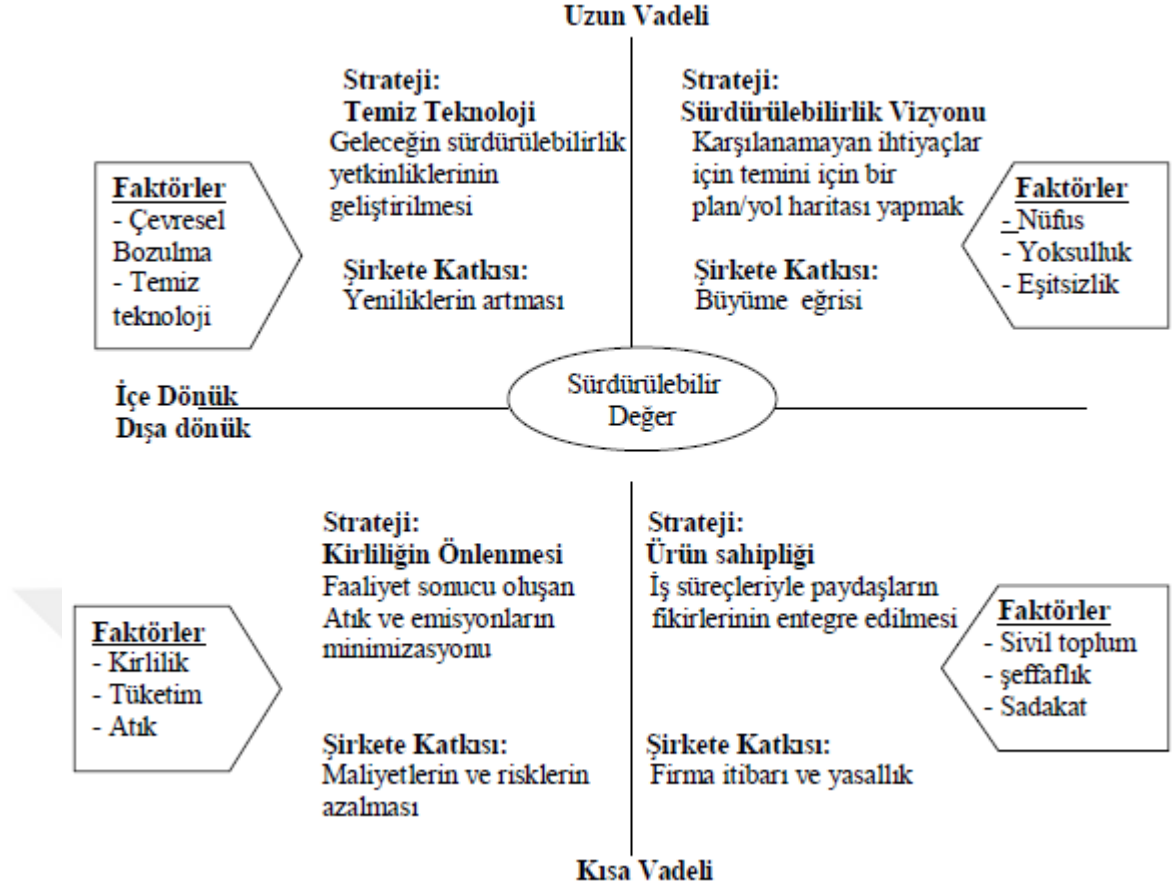 Uzun Vadeli
Strateji:
Temiz Teknoloji
Geleceğin sürdürülebilirlik
yetkinliklerinin
geliştirilmesi
Şirkete Katkısı:
Yeniliklerin artması
Strateji:
Sürdürülebilirlik Vizyonu
Karşılanamayan ihtiyaçlar
için temini için bir
plan/yol haritası yapmak
Şirkete Katkısı:
Büyüme eğrisi
Faktörler
- Çevresel
Bozulma
- Temiz
teknoloji
Faktörler
- Nüfus
- Yoksulluk
- Eşitsizlik
İçe Dönük
Dışa dönük
Sürdürülebilir
Değer
Strateji:
Kirliliğin Önlenmesi
Faaliyet sonucu oluşan
Atık ve emisyonların
minimizasyonu
Şirkete Katkısı:
Maliyetlerin ve risklerin
azalması
Strateji:
Ürün sahipliği
İş süreçleriyle paydaşların
fikirlerinin entegre edilmesi
Şirkete Katkısı:
Firma itibarı ve yasallık
Faktörler
- Kirlilik
- Tüketim
- Atık
Faktörler
- Sivil toplum
- şeffaflık
- Sadakat
Kısa Vadeli